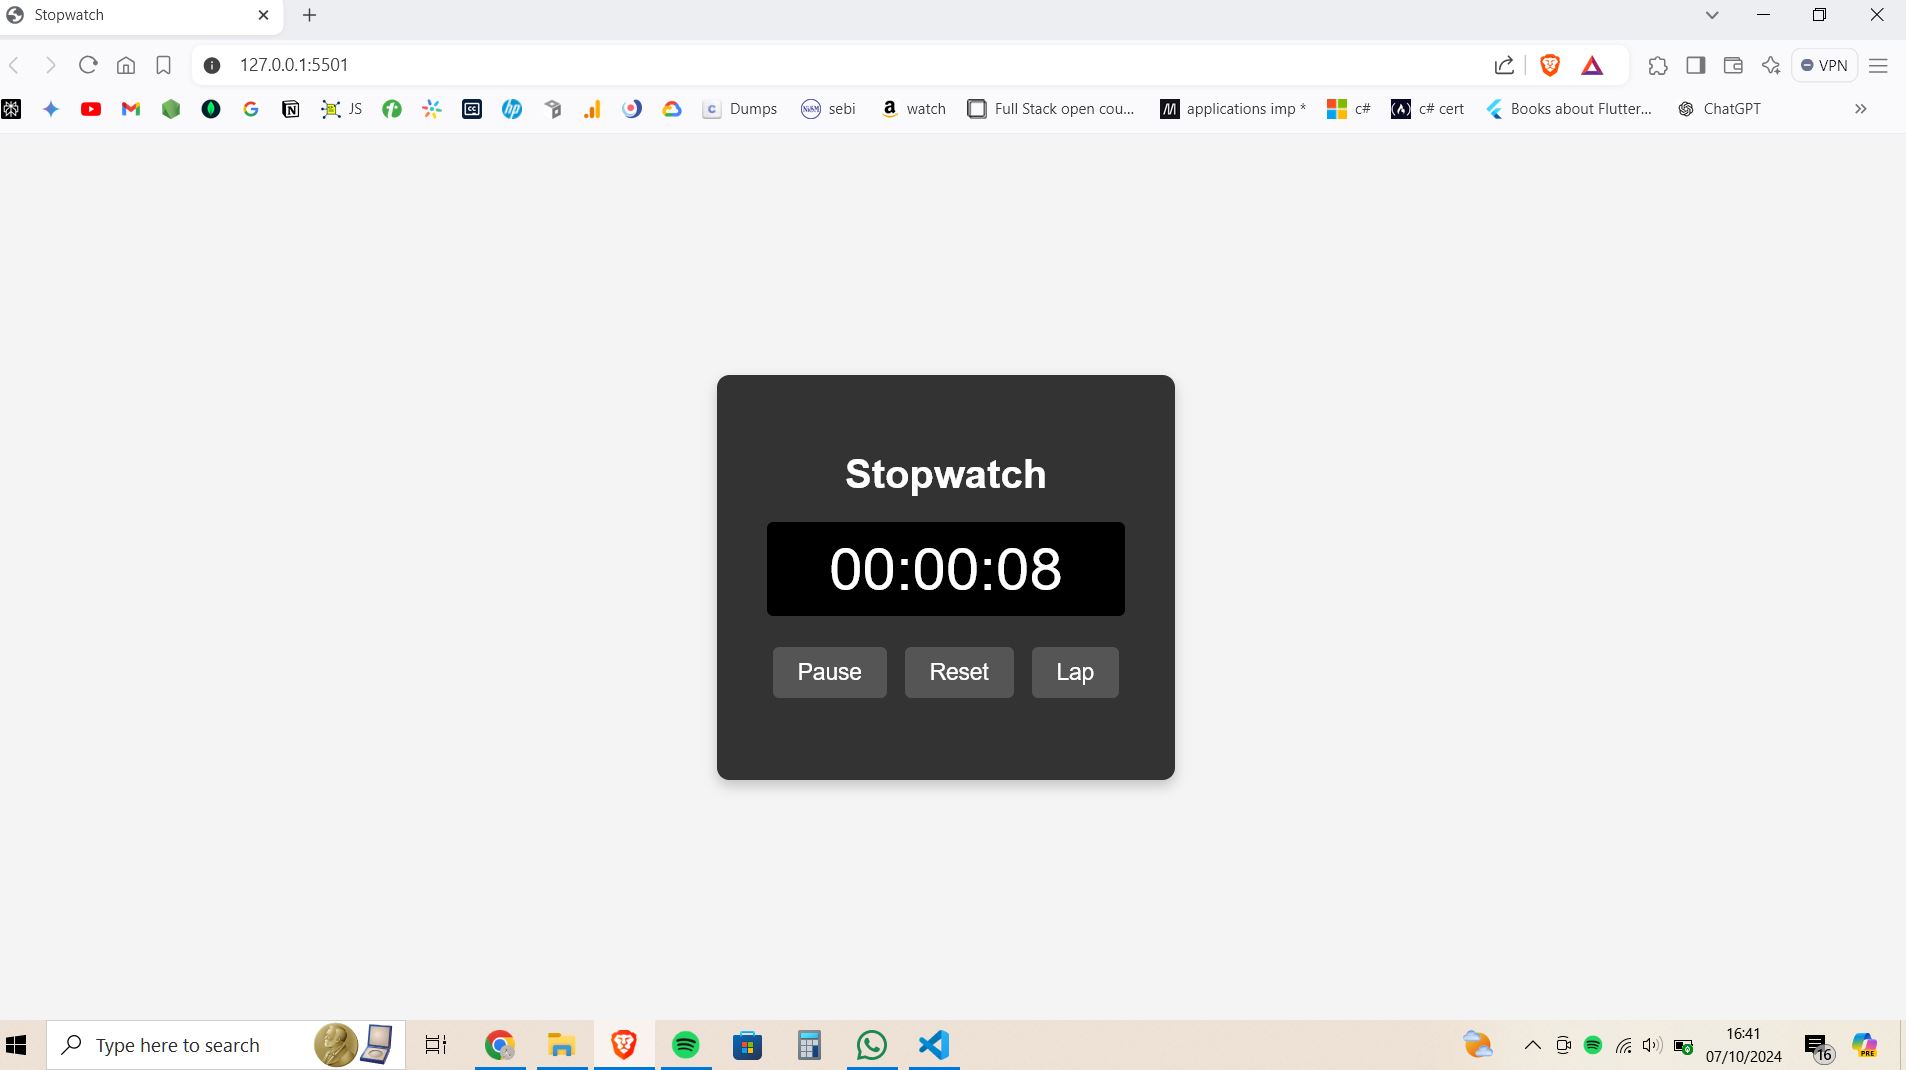 Stopwatch
127.0.0.1:5501
VPN
JS
Dumps
sebi
watch
Full Stack open cou...
applications imp *
c#
c# cert
Books about Flutter...
ChatGPT
Stopwatch
00:00:08
Pause
Reset
Lap
Type here to search
16:41
07/10/2024
16
PRE